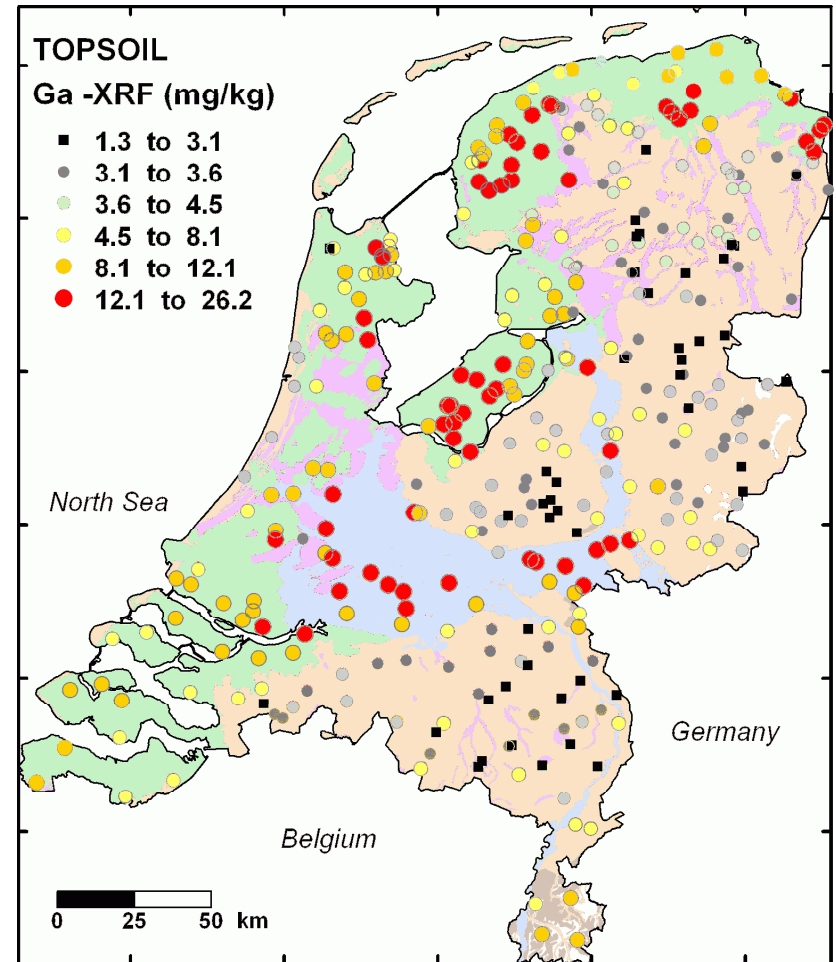 TOPSOIL
Ga -XRF (mg/kg)
1.3 to 3.1
3.1 to 3.6
3.6 to 4.5
4.5 to 8.1
8.1 to 12.1
12.1 to 26.2
North Sea
Germany
Belgium
0 25 50 km